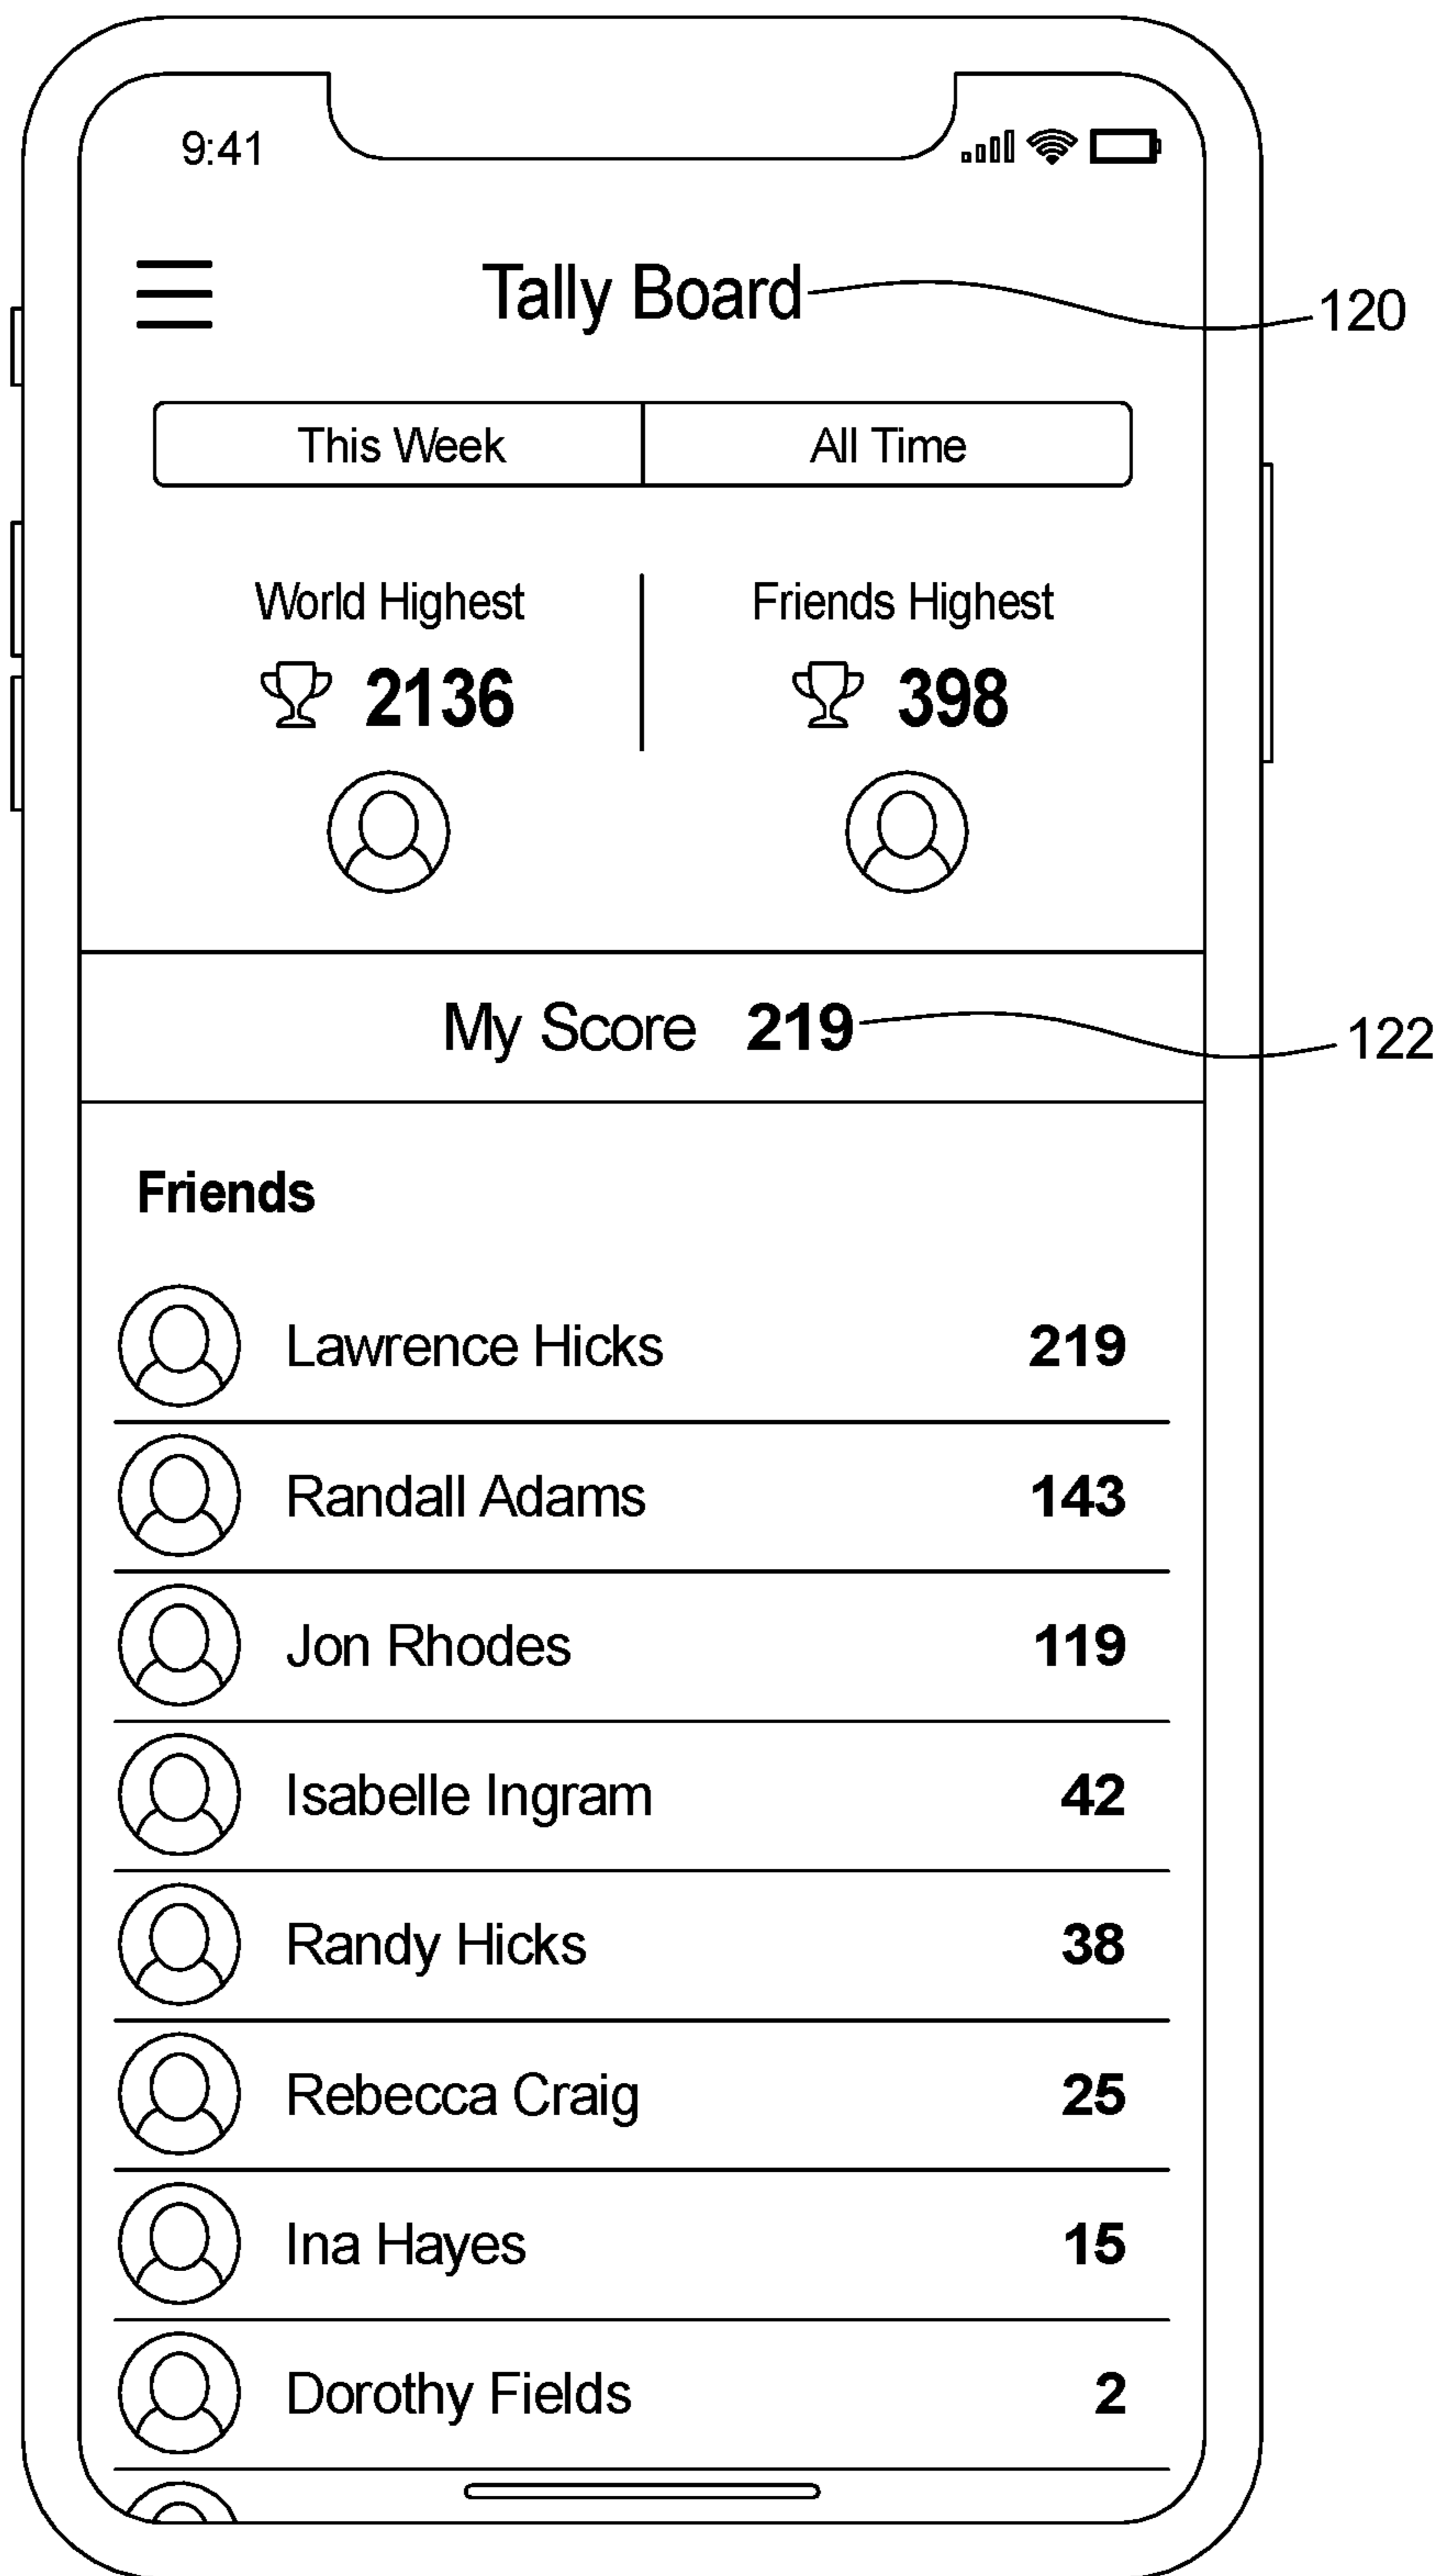 9:41
Tally Board
120
This Week All Time
World Highest Friends Highest
2136 398
My Score 219
122
Friends
Lawrence Hicks 219
Randall Adams 143
Jon Rhodes 119
Isabelle Ingram 42
Randy Hicks 38
Rebecca Craig 25
Ina Hayes 15
Dorothy Fields 2